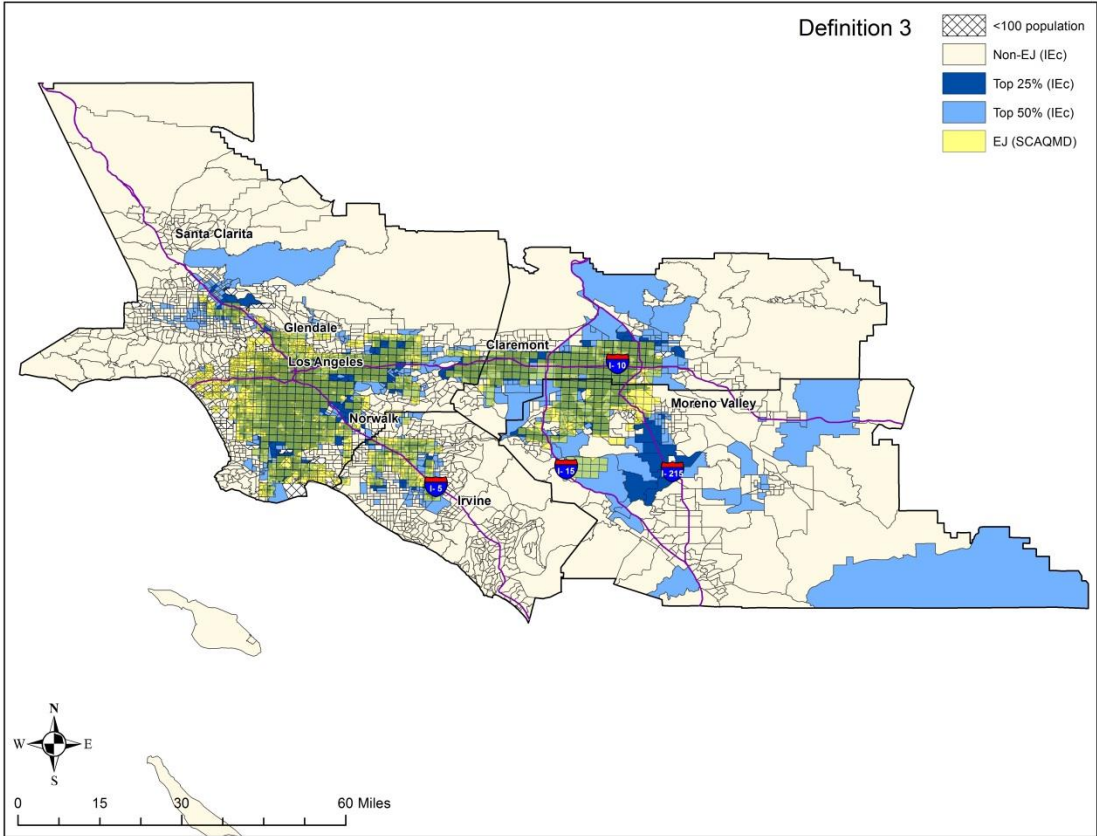 Definition 3
<100 population
Non-EJ (IEc)
Top 25% (IEc)
Top 50% (IEc)
EJ (SCAQMD)
Santa Clarita
Glendale
Los Angeles
Claremont
I- 10
Norwalk
Moreno Valley
I- 15
I- 215
I- 5
Irvine
N
W E
S
0 15 30 60 Miles